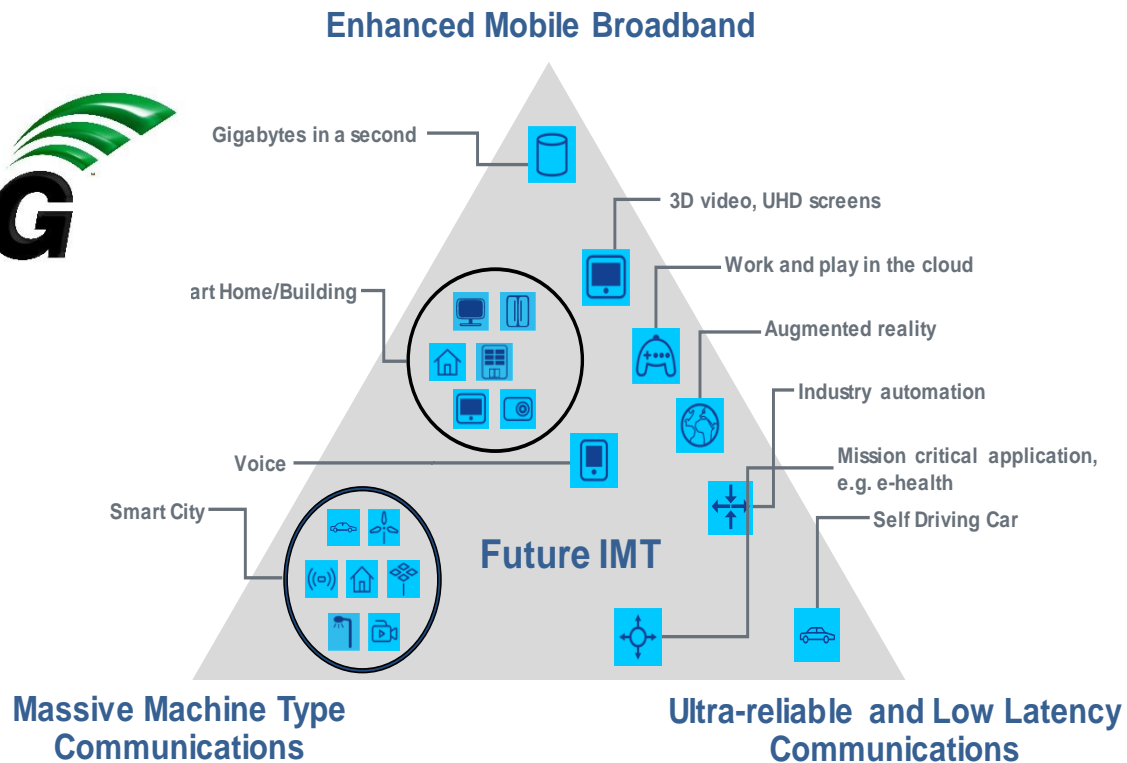 Enhanced Mobile Broadband
G
Gigabytes in a second
3D video, UHD screens
Work and play in the cloud
art Home/Building
Augmented reality
Industry automation
Voice
Mission critical application,
e.g. e-health
Smart City
Self Driving Car
Future IMT
Massive Machine Type
Communications
Ultra-reliable and Low Latency
Communications